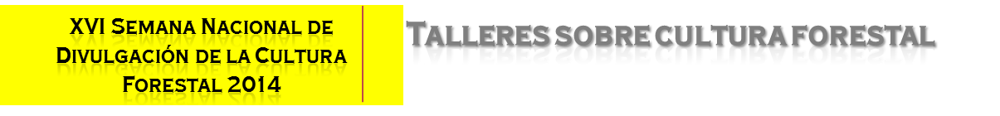 XVI Semana Nacional de
Divulgación de la Cultura
Forestal 2014
Talleres sobre cultura forestal